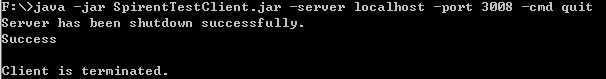 F:\>java -jar SpirentTestClient.jar -server localhost -port 3008 -cmd quit
Server has been shutdown successfully.
Success
Client is terminated.